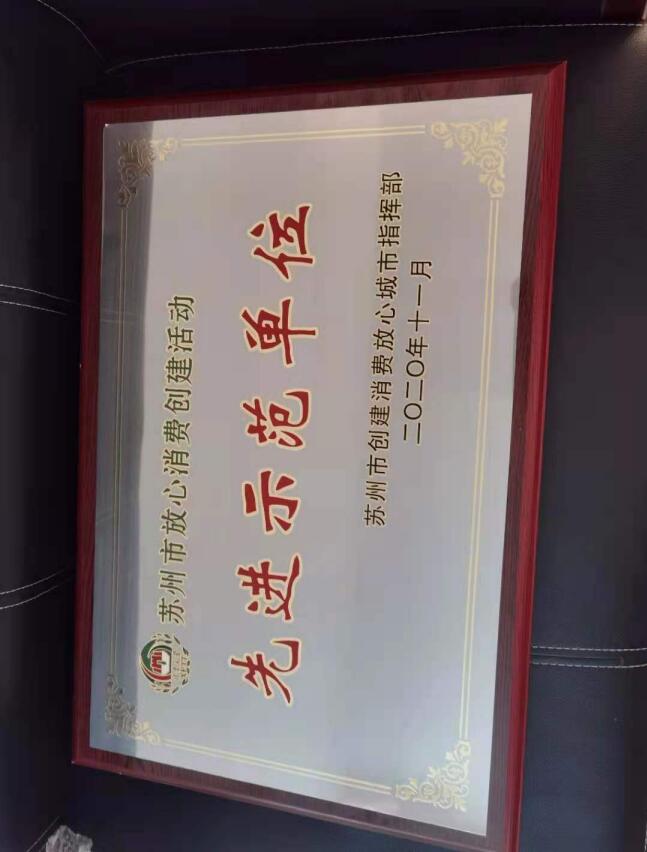 苏州市放心消费创建活动
先进示范单位
苏州市创建消费放心城市指挥部
二〇二〇年十一月